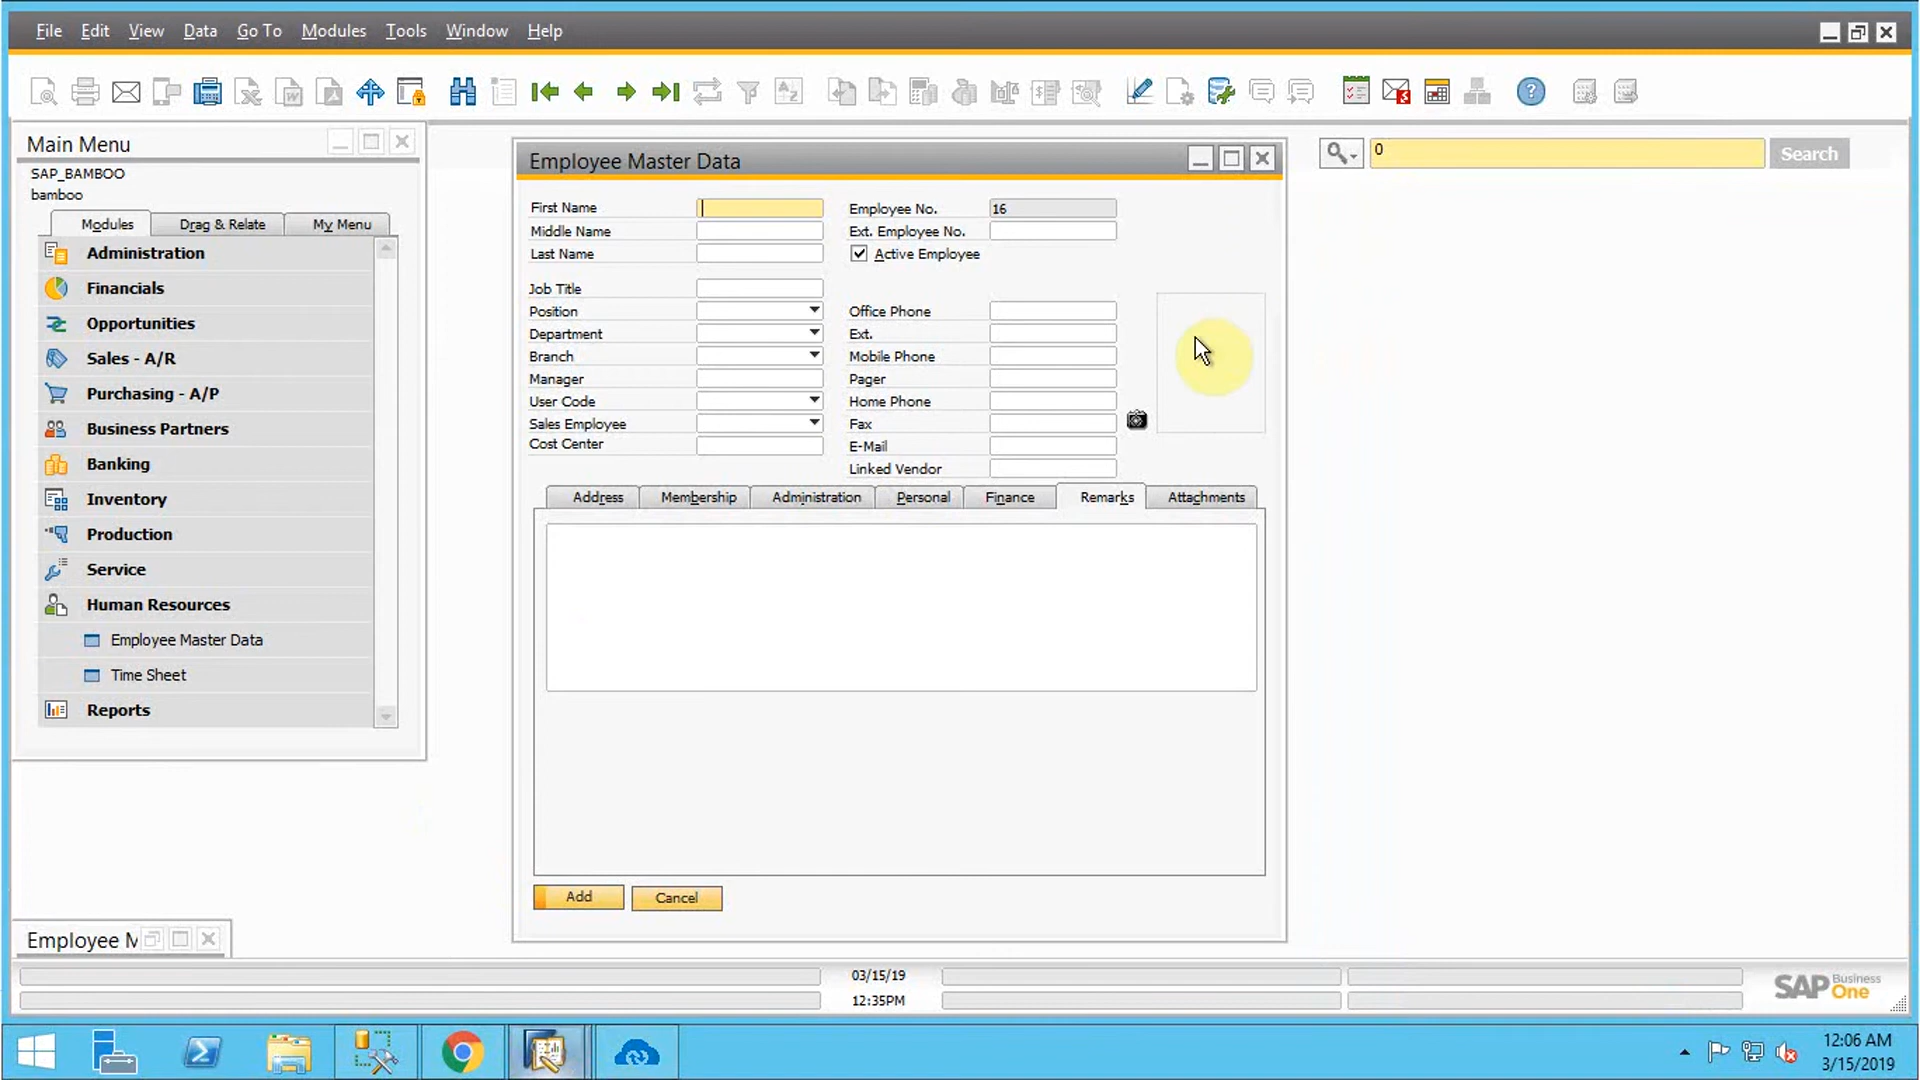 File Edit View Data Go To Modules Tools Window Help
Main Menu
SAP_BAMBOO
bamboo
Modules Drag & Relate My Menu
Administration
Financials
Opportunities
Sales - A/R
Purchasing - A/P
Business Partners
Banking
Inventory
Production
Service
Human Resources
Employee Master Data
Time Sheet
Reports
Employee Master Data
First Name
Middle Name
Last Name
Job Title
Position
Department
Branch
Manager
User Code
Sales Employee
Cost Center
Employee No. 16
Ext. Employee No.
Active Employee
Office Phone
Ext.
Mobile Phone
Pager
Home Phone
Fax
E-Mail
Linked Vendor
Address Membership Administration Personal Finance Remarks Attachments
Add Cancel
0 Search
Employee M
03/15/19
12:35PM
SAP Business One
12:06 AM
3/15/2019